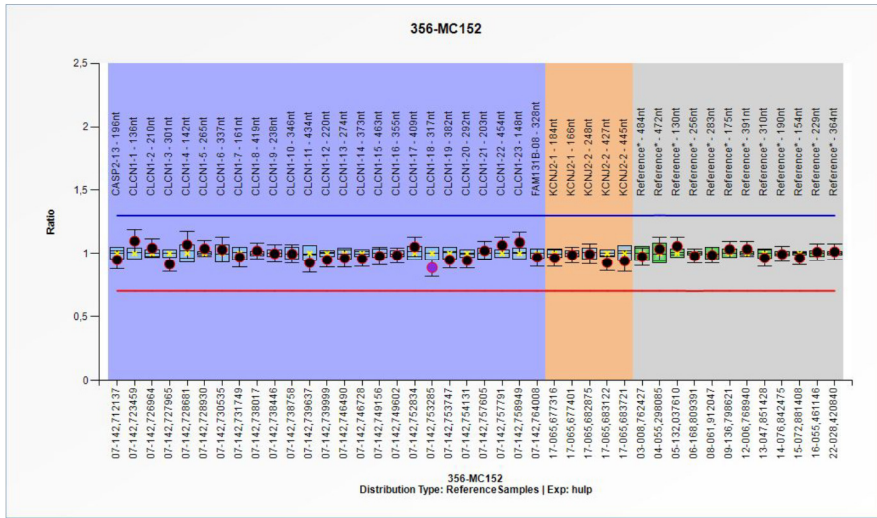 356-MC152
Ratio
2,5
2
1,5
1
0,5
0
CASP2-13 - 196nt
CLCN1-1 - 136nt
CLCN1-2 - 210nt
CLCN1-3 - 301nt
CLCN1-4 - 142nt
CLCN1-5 - 265nt
CLCN1-6 - 337nt
CLCN1-7 - 161nt
CLCN1-8 - 419nt
CLCN1-9 - 238nt
CLCN1-10 - 346nt
CLCN1-11 - 434nt
CLCN1-12 - 220nt
CLCN1-13 - 274nt
CLCN1-14 - 373nt
CLCN1-15 - 463nt
CLCN1-16 - 355nt
CLCN1-17 - 409nt
CLCN1-18 - 317nt
CLCN1-19 - 382nt
CLCN1-20 - 292nt
CLCN1-21 - 203nt
CLCN1-22 - 454nt
CLCN1-23 - 148nt
FAM131B-08 - 328nt
KCNJ2-1 - 184nt
KCNJ2-1 - 166nt
KCNJ2-2 - 248nt
KCNJ2-2 - 427nt
KCNJ2-2 - 445nt
Reference* - 484nt
Reference* - 472nt
Reference* - 130nt
Reference* - 256nt
Reference* - 283nt
Reference* - 175nt
Reference* - 391nt
Reference* - 310nt
Reference* - 190nt
Reference* - 154nt
Reference* - 229nt
Reference* - 364nt
07-142,712137
07-142,723459
07-142,726964
07-142,727965
07-142,728681
07-142,728930
07-142,730535
07-142,731749
07-142,738017
07-142,738446
07-142,738758
07-142,739637
07-142,739999
07-142,746490
07-142,746728
07-142,749156
07-142,749602
07-142,752834
07-142,753285
07-142,753747
07-142,754131
07-142,757605
07-142,757791
07-142,758949
07-142,764008
17-065,677316
17-065,677401
17-065,682875
17-065,683122
17-065,683721
03-008,762427
04-055,298085
05-132,037610
06-168,809391
08-061,912047
09-136,798621
12-006,768940
13-047,851428
14-076,842475
15-072,881408
16-055,461146
22-028,420840
356-MC152
Distribution Type: ReferenceSamples | Exp: hulp